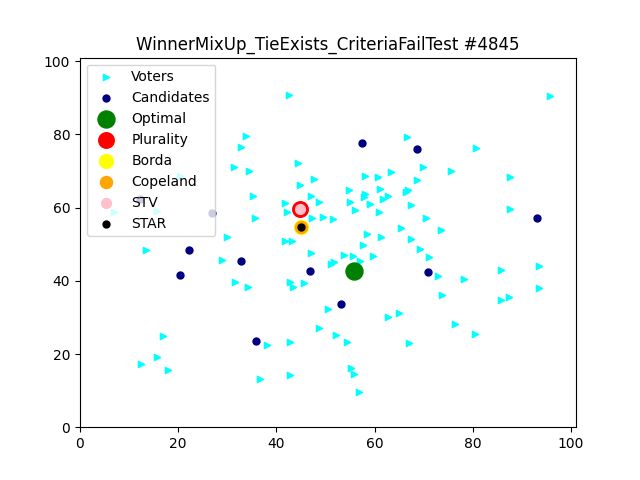 WinnerMixUp_TieExists_CriteriaFailTest #4845
Voters
Candidates
Optimal
Plurality
Borda
Copeland
STV
STAR
100
80
60
40
20
0
0 20 40 60 80 100